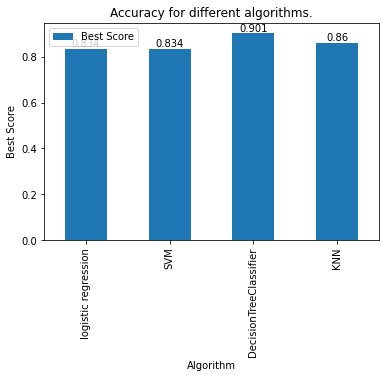 Accuracy for different algorithms.
Best Score
0.834
0.834
0.901
0.86
Best Score
0.8
0.6
0.4
0.2
0.0
logistic regression
SVM
DecisionTreeClassifier
KNN
Algorithm